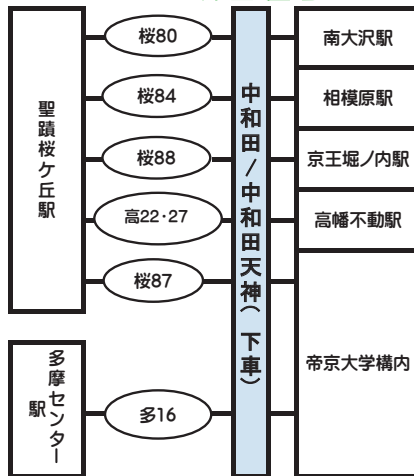 聖蹟桜ケ丘駅
桜80
桜84
桜88
高22・27
桜87
多摩センター
駅
多16
中和田/中和田天神(下車)
南大沢駅
相模原駅
京王堀ノ内駅
高幡不動駅
帝京大学構内